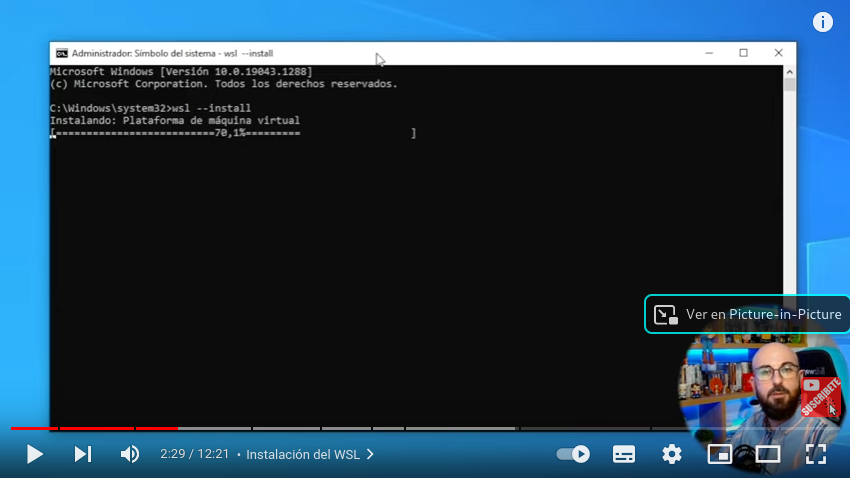 Administrador: Símbolo del sistema - wsl --install
Microsoft Windows [Versión 10.0.19043.1288]
(c) Microsoft Corporation. Todos los derechos reservados.
C:\Windows\system32>wsl --install
Instalando: Plataforma de máquina virtual
[==========================70,1%========= ]
Ver en Picture-in-Picture
SUSCRIBETE
2:29 / 12:21 • Instalación del WSL